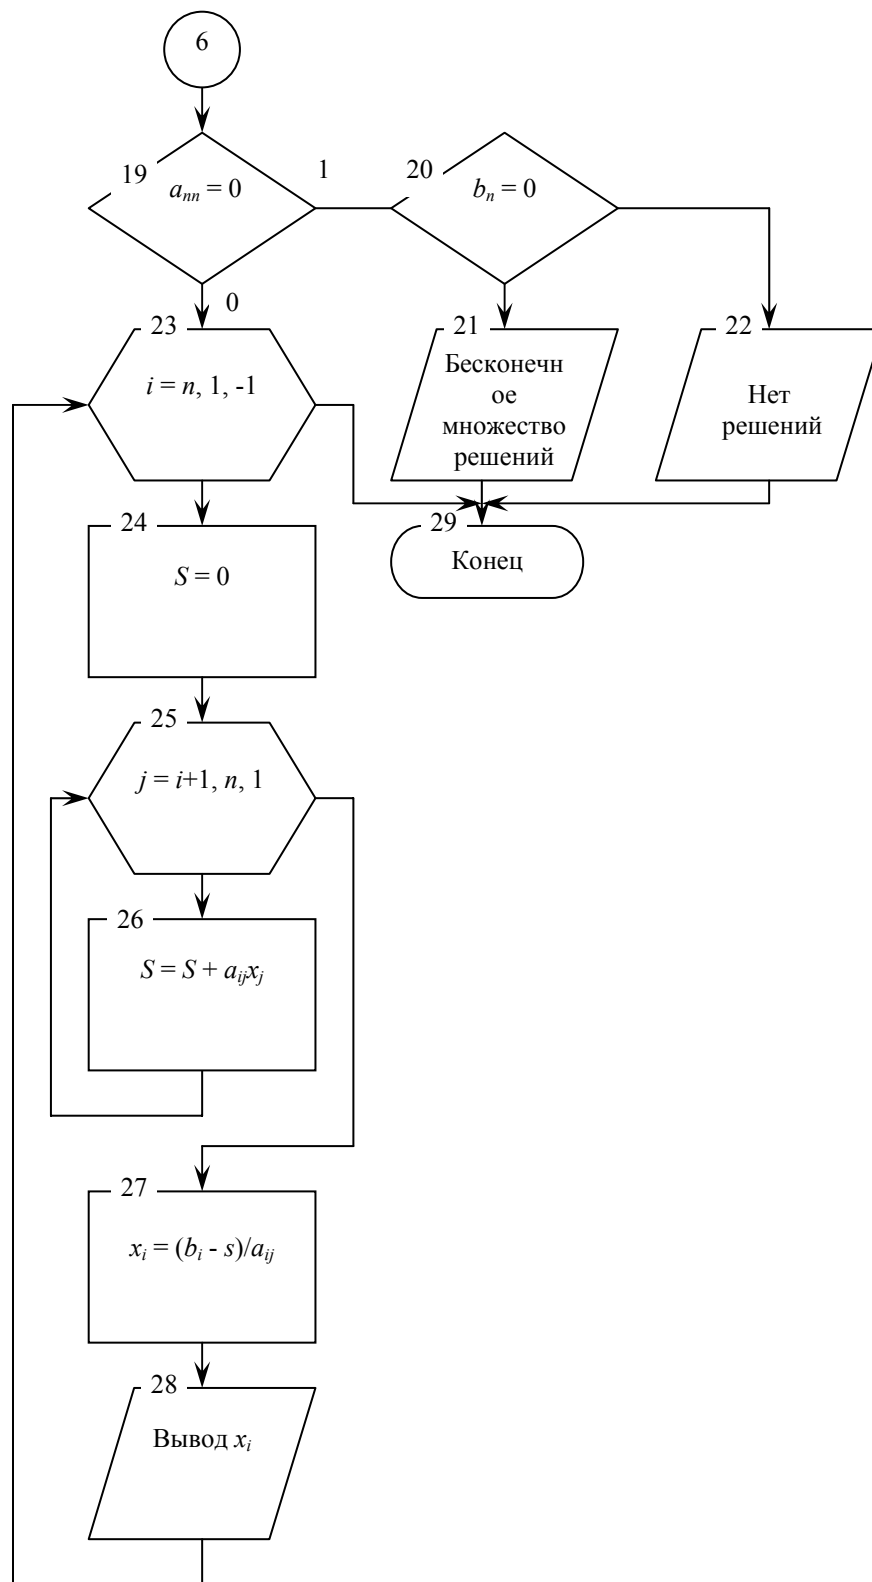 6
19
a_nn = 0
1
20
b_n = 0
0
23
i = n, 1, -1
21
Бесконечн
ое
множество
решений
22
Нет
решений
24
S = 0
29
Конец
25
j = i+1, n, 1
26
S = S + a_ij x_j
27
x_i = (b_i - s)/a_ij
28
Вывод x_i